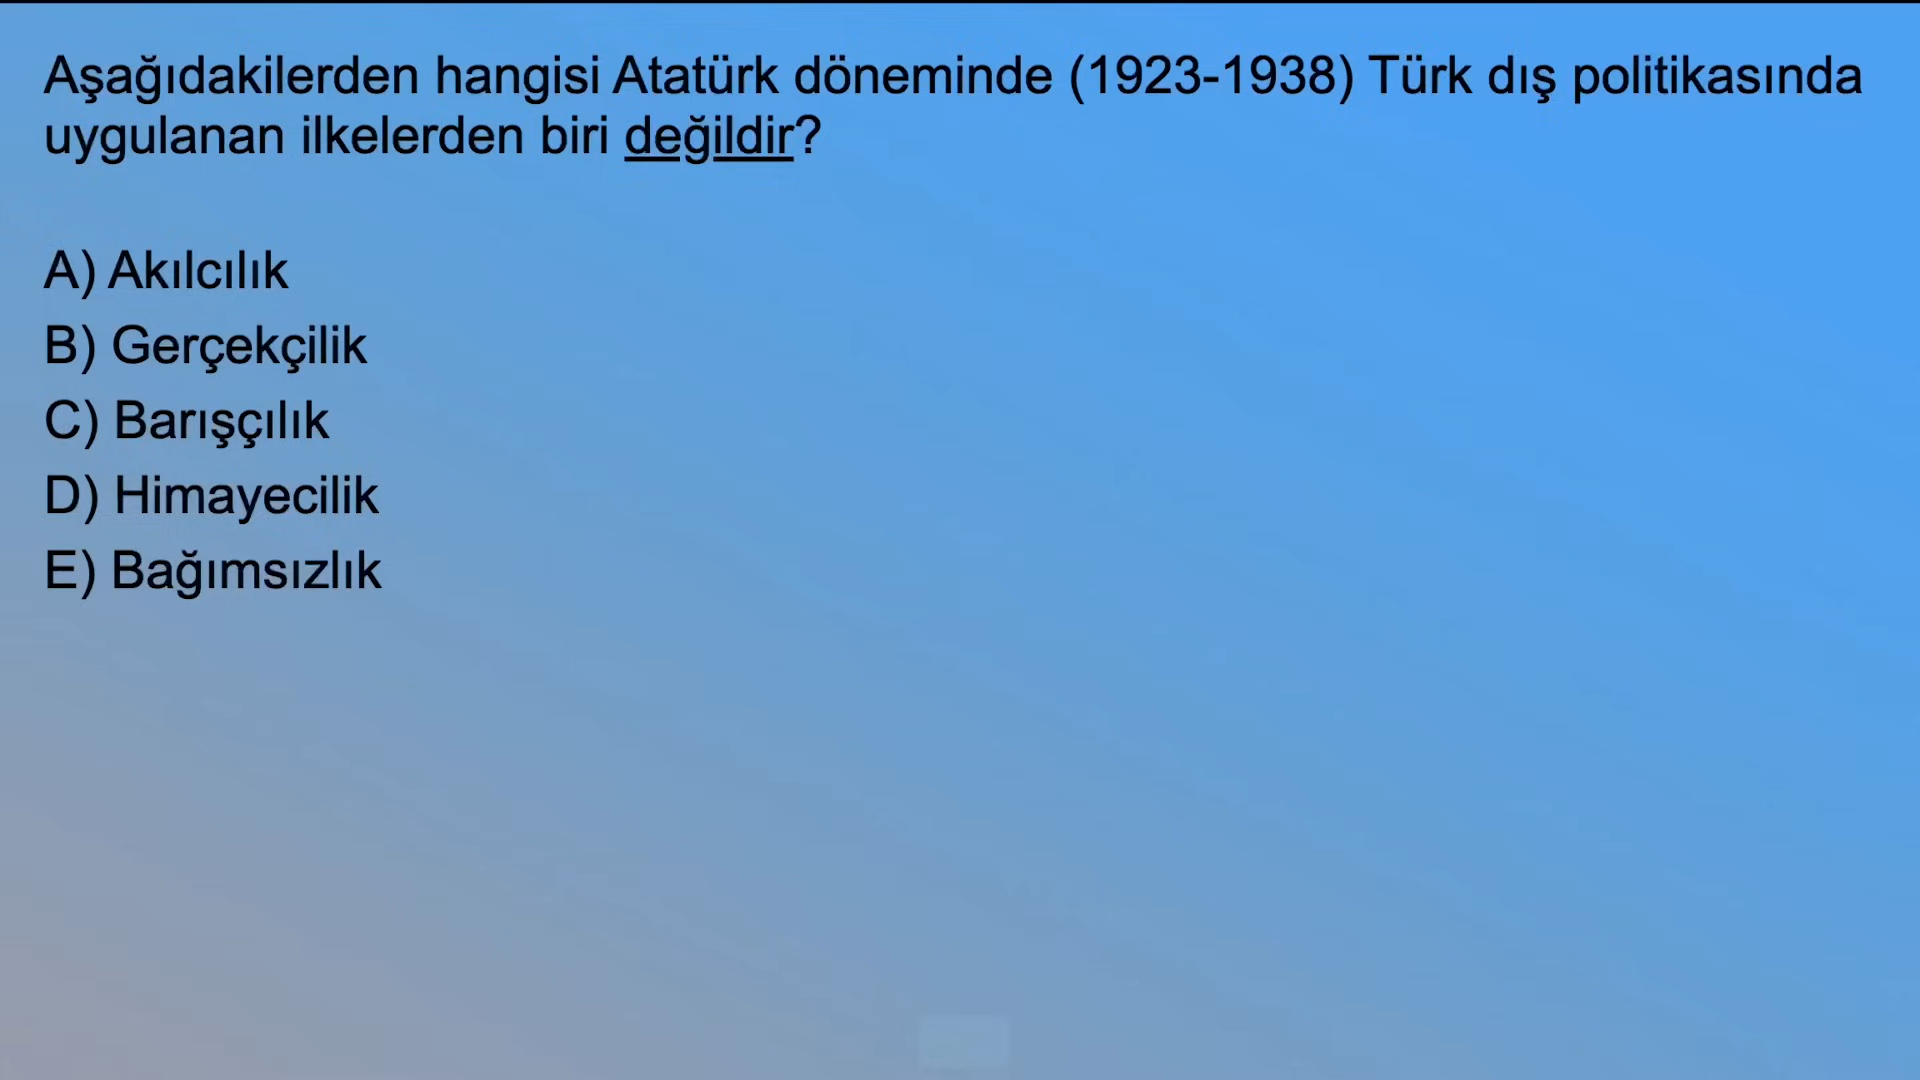 Aşağıdakilerden hangisi Atatürk döneminde (1923-1938) Türk dış politikasında
uygulanan ilkelerden biri değildir?
A) Akılcılık
B) Gerçekçilik
C) Barışçılık
D) Himayecilik
E) Bağımsızlık